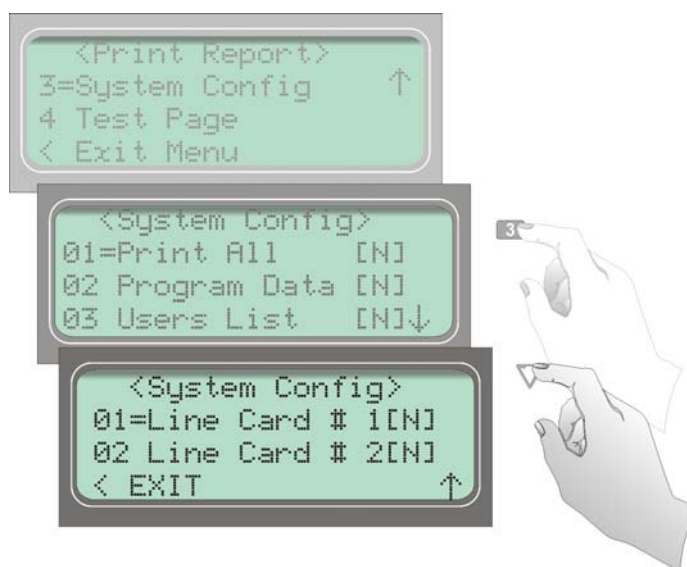 <Print Report>
3=System Config ↑
4 Test Page
< Exit Menu
<System Config>
01=Print All [N]
02 Program Data [N]
03 Users List [N]↓
3
<System Config>
01=Line Card # 1[N]
02 Line Card # 2[N]
< EXIT ↑